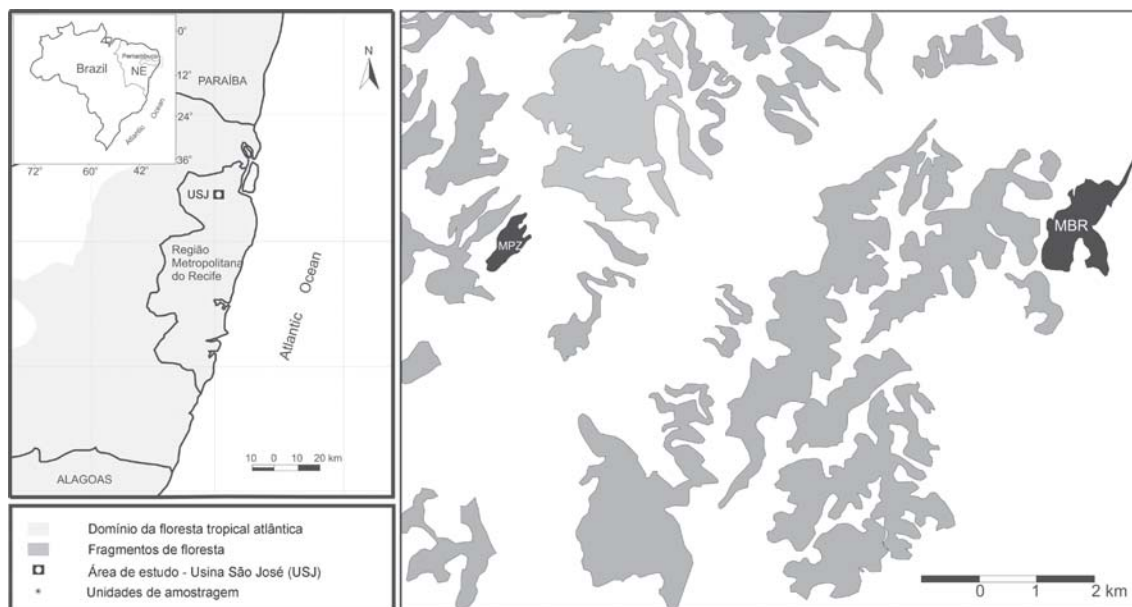 Brazil
Pernambuco
NE
Atlantic Ocean
72°
60°
42°
0°
12°
24°
36°
PARAÍBA
N
USJ
Região
Metropolitana
do Recife
Atlantic Ocean
10 0 10 20 km
ALAGOAS
Domínio da floresta tropical atlântica
Fragmentos de floresta
Área de estudo - Usina São José (USJ)
Unidades de amostragem
MPZ
MBR
0 1 2 km